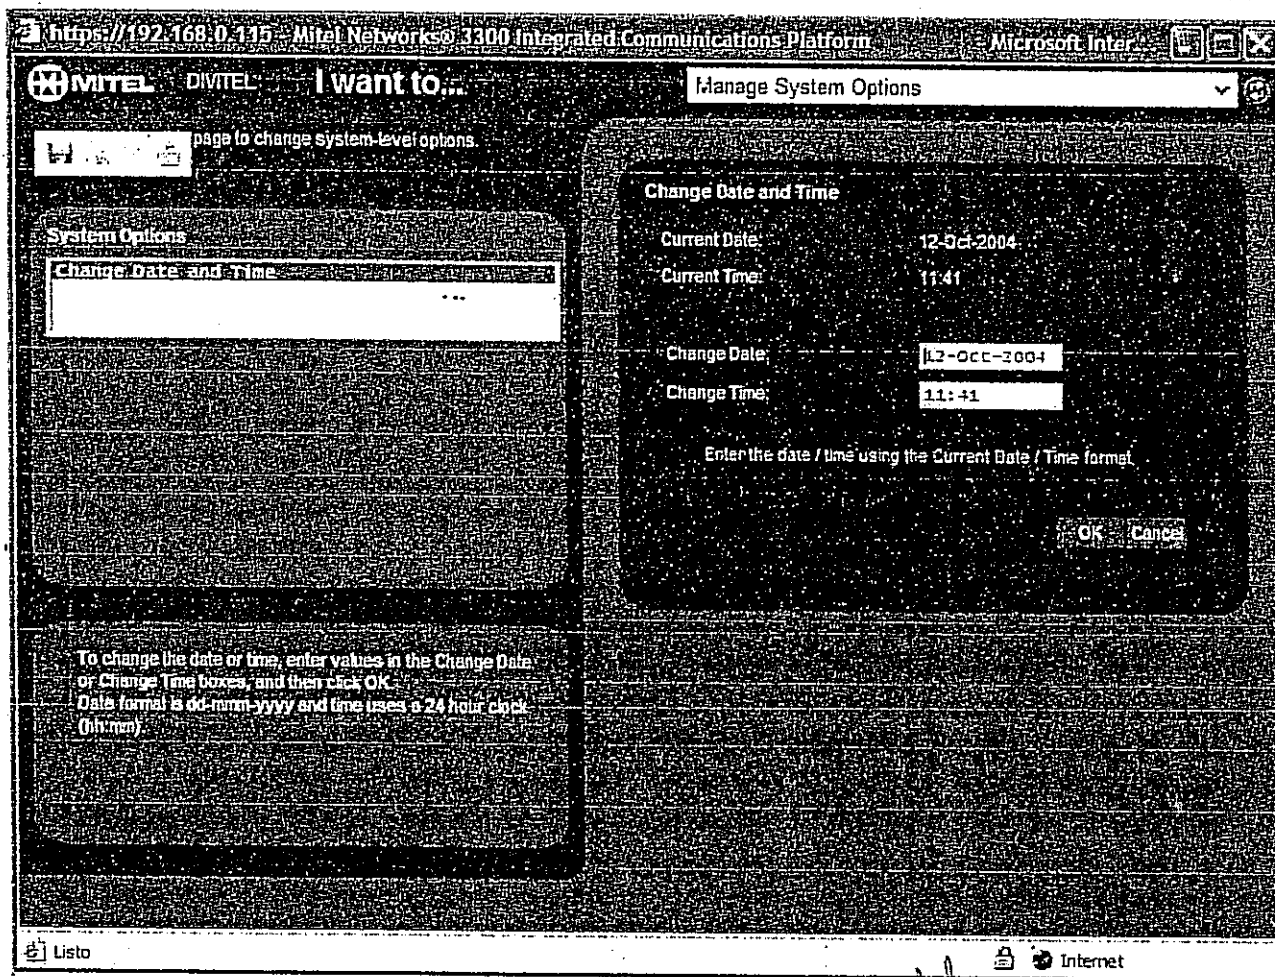 https://192.168.0.115 - Mitel Networks® 3300 Integrated Communications Platform - Microsoft Inter...
MITEL DIVITEL I want to...
Manage System Options
page to change system-level options.
System Options
Change Date and Time
...
To change the date or time, enter values in the Change Date
or Change Time boxes, and then click OK.
Date format is dd-mmm-yyyy and time uses a 24 hour clock
(hh:mm)
Change Date and Time
Current Date: 12-Oct-2004
Current Time: 11:41
Change Date: 12-Oct-2004
Change Time: 11:41
Enter the date / time using the Current Date / Time format.
OK Cancel
Listo
Internet